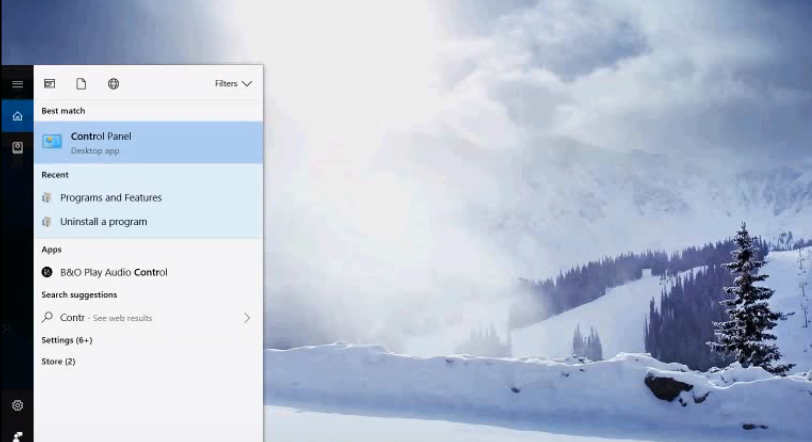 Filters
Best match
Control Panel
Desktop app
Recent
Programs and Features
Uninstall a program
Apps
B&O Play Audio Control
Search suggestions
Contr - See web results
Settings (6+)
Store (2)